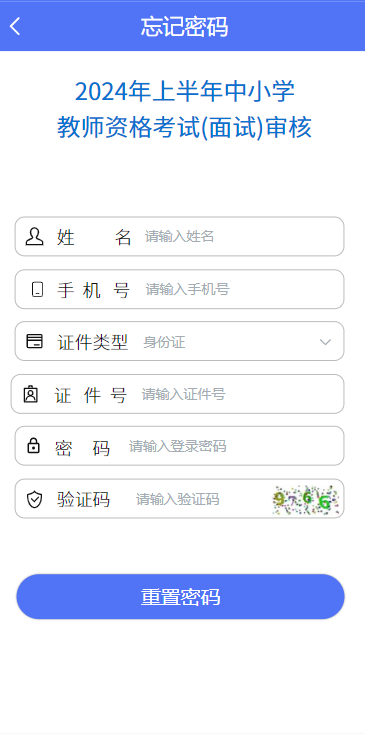 忘记密码
2024年上半年中小学
教师资格考试(面试)审核
姓 名 请输入姓名
手 机 号 请输入手机号
证件类型 身份证
证 件 号 请输入证件号
密 码 请输入登录密码
验证码 请输入验证码 9766
重置密码